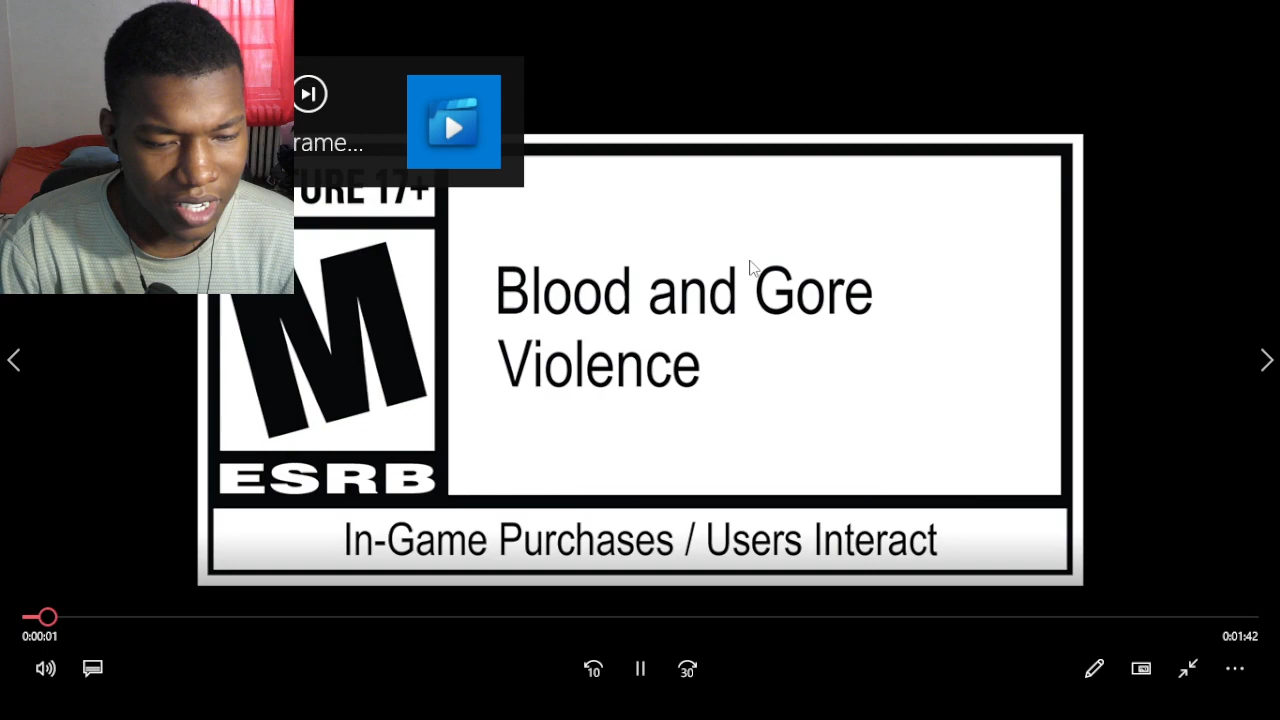 rame...
TURE 17+
M
Blood and Gore
Violence
ESRB
In-Game Purchases / Users Interact
0:00:01
0:01:42
10
30